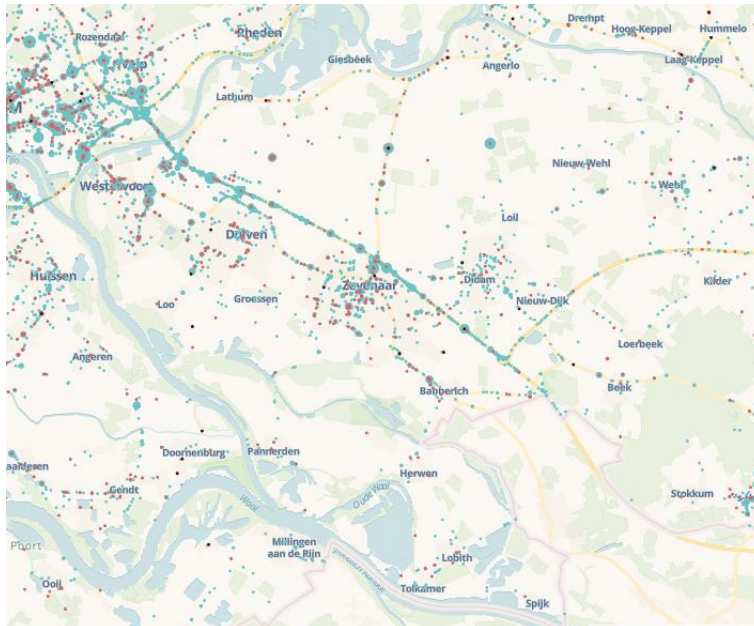 Drempt
Hoog-Keppel
Hummelo
Rozendaal
Rheden
Giesbeek
Angerlo
Laag-Keppel
Lathum
M
Nieuw-Wehl
Westervoort
Wehl
Loil
Duiven
Huissen
Zevenaar
Didam
Kilder
Groessen
Loo
Nieuw-Dijk
Loerbeek
Angeren
Babberich
Beek
Doornenburg
Pannerden
Herwen
Gendt
Stokkum
Waal
Oude Waal
Poort
Millingen
aan de Rijn
Lobith
Ooij
Tolkamer
Spijk